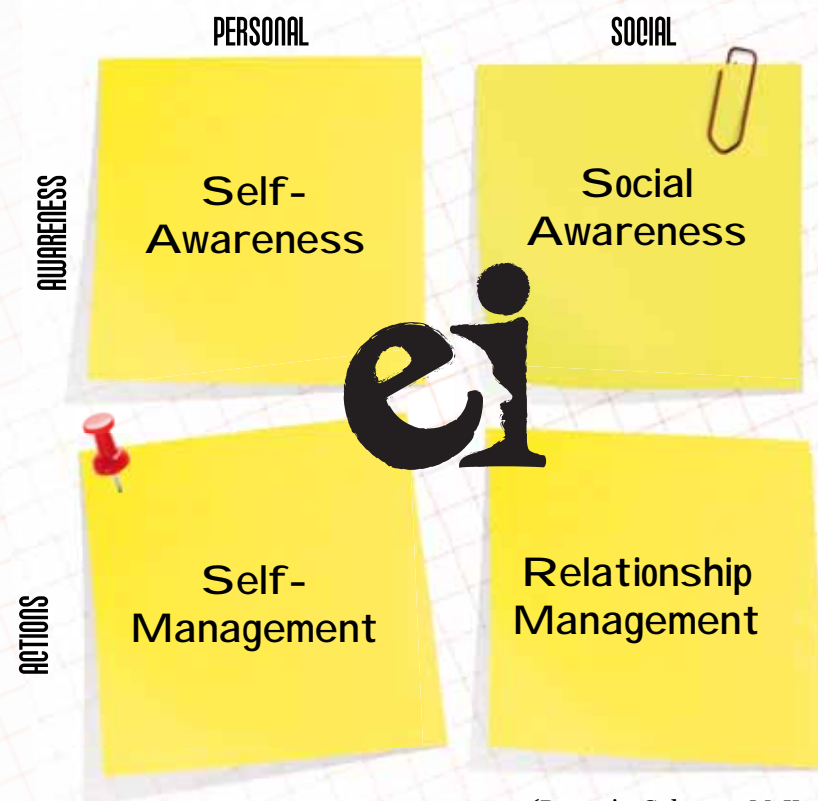 PERSONAL
SOCIAL
AWARENESS
Self-
Awareness
Social
Awareness
ei
ACTIONS
Self-
Management
Relationship
Management